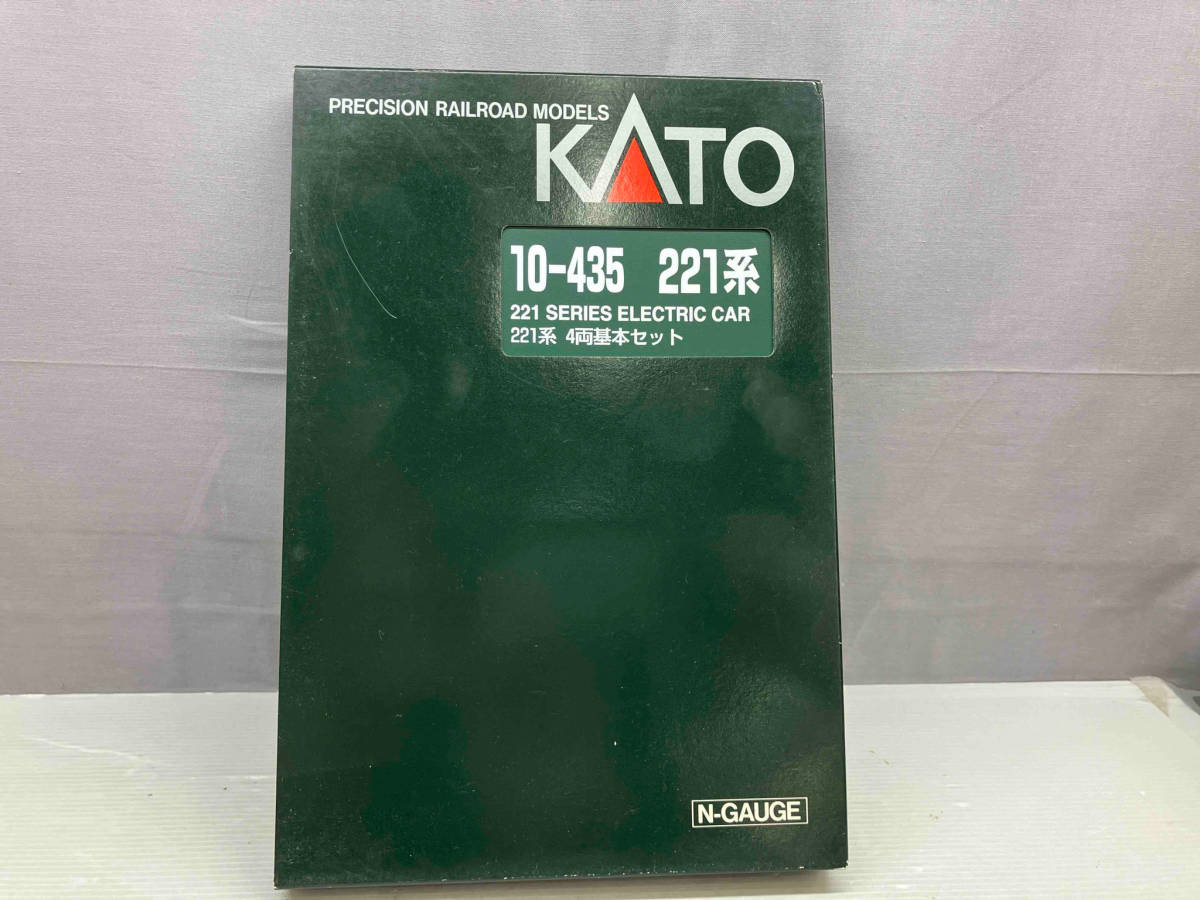 PRECISION RAILROAD MODELS
KATO
10-435 221系
221 SERIES ELECTRIC CAR
221系 4両基本セット
N-GAUGE